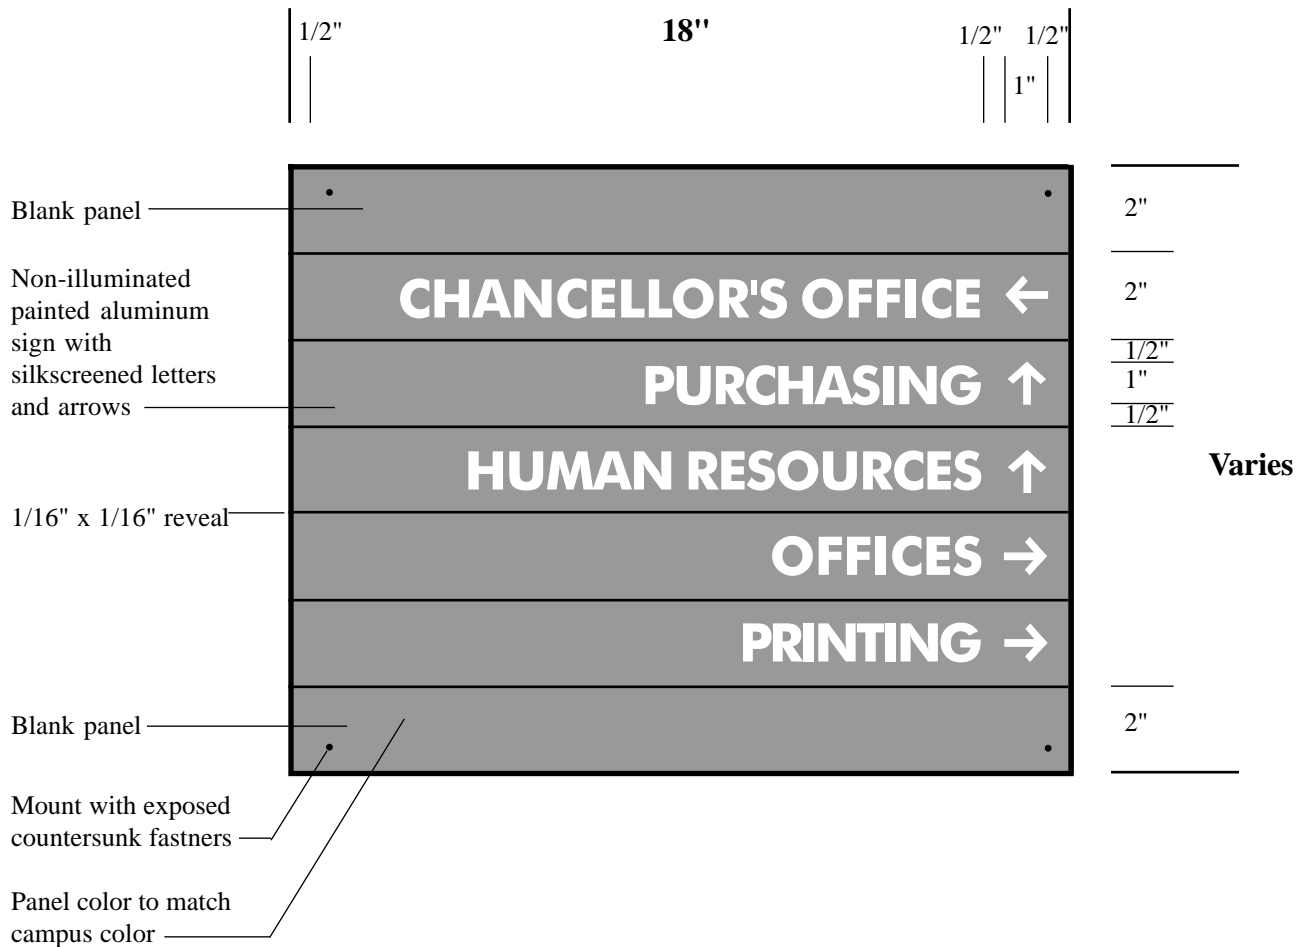 1/2"
18"
1/2" 1/2"
1"
Blank panel
2"
Non-illuminated
painted aluminum
sign with
silkscreened letters
and arrows
CHANCELLOR'S OFFICE ←
2"
PURCHASING ↑
1/2"
1"
1/2"
HUMAN RESOURCES ↑
Varies
1/16" x 1/16" reveal
OFFICES →
PRINTING →
Blank panel
2"
Mount with exposed
countersunk fastners
Panel color to match
campus color